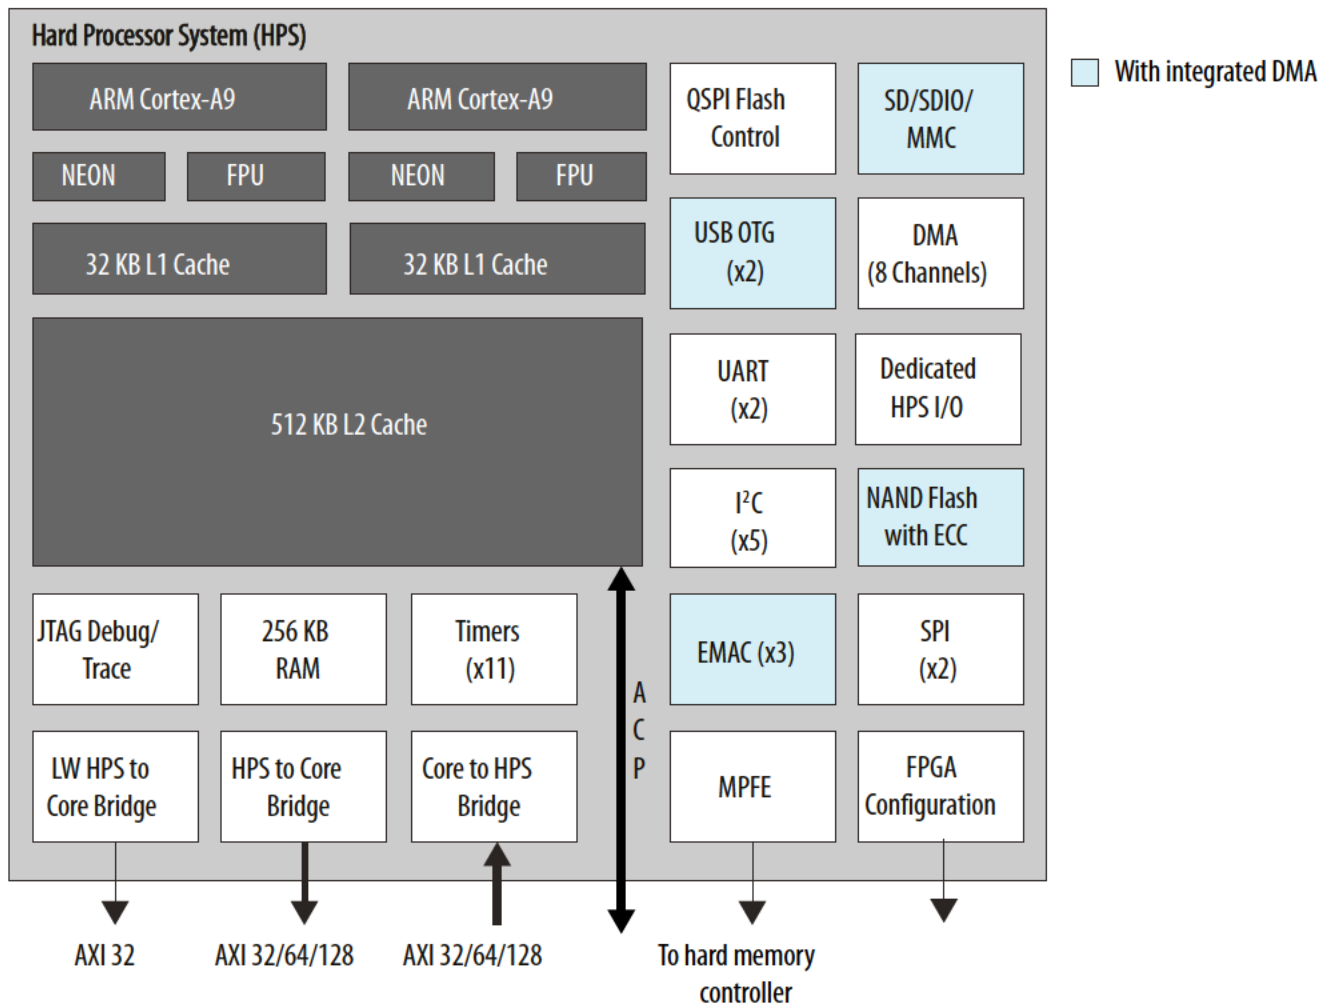 Hard Processor System (HPS)
With integrated DMA
ARM Cortex-A9
ARM Cortex-A9
QSPI Flash
Control
SD/SDIO/
MMC
NEON
FPU
NEON
FPU
USB OTG
(x2)
DMA
(8 Channels)
32 KB L1 Cache
32 KB L1 Cache
512 KB L2 Cache
UART
(x2)
Dedicated
HPS I/O
I²C
(x5)
NAND Flash
with ECC
JTAG Debug/
Trace
256 KB
RAM
Timers
(x11)
A
C
P
EMAC (x3)
SPI
(x2)
LW HPS to
Core Bridge
HPS to Core
Bridge
Core to HPS
Bridge
MPFE
FPGA
Configuration
AXI 32
AXI 32/64/128
AXI 32/64/128
To hard memory
controller